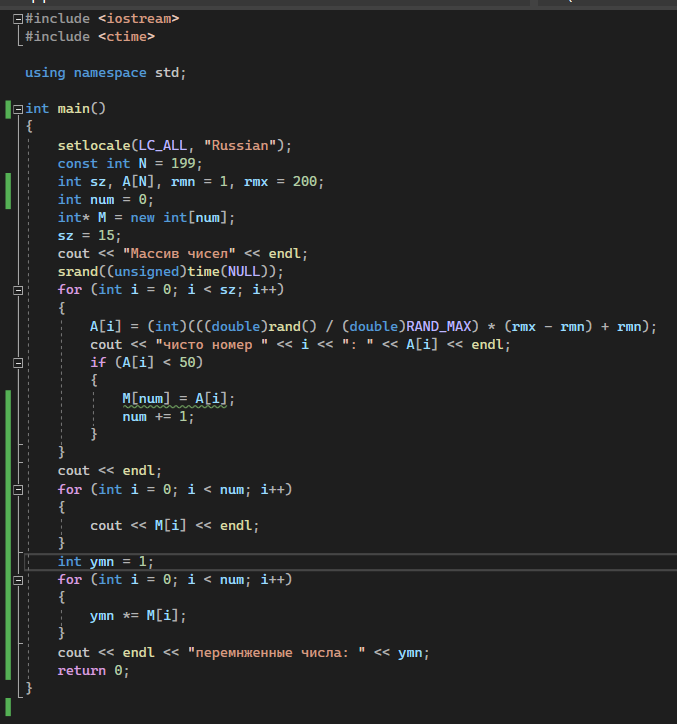 #include <iostream>
#include <ctime>
using namespace std;
int main()
{
setlocale(LC_ALL, "Russian");
const int N = 199;
int sz, A[N], rmn = 1, rmx = 200;
int num = 0;
int* M = new int[num];
sz = 15;
cout << "Массив чисел" << endl;
srand((unsigned)time(NULL));
for (int i = 0; i < sz; i++)
{
A[i] = (int)(((double)rand() / (double)RAND_MAX) * (rmx - rmn) + rmn);
cout << "чисто номер " << i << ": " << A[i] << endl;
if (A[i] < 50)
{
M[num] = A[i];
num += 1;
}
}
cout << endl;
for (int i = 0; i < num; i++)
{
cout << M[i] << endl;
}
int ymn = 1;
for (int i = 0; i < num; i++)
{
ymn *= M[i];
}
cout << endl << "перемнженные числа: " << ymn;
return 0;
}